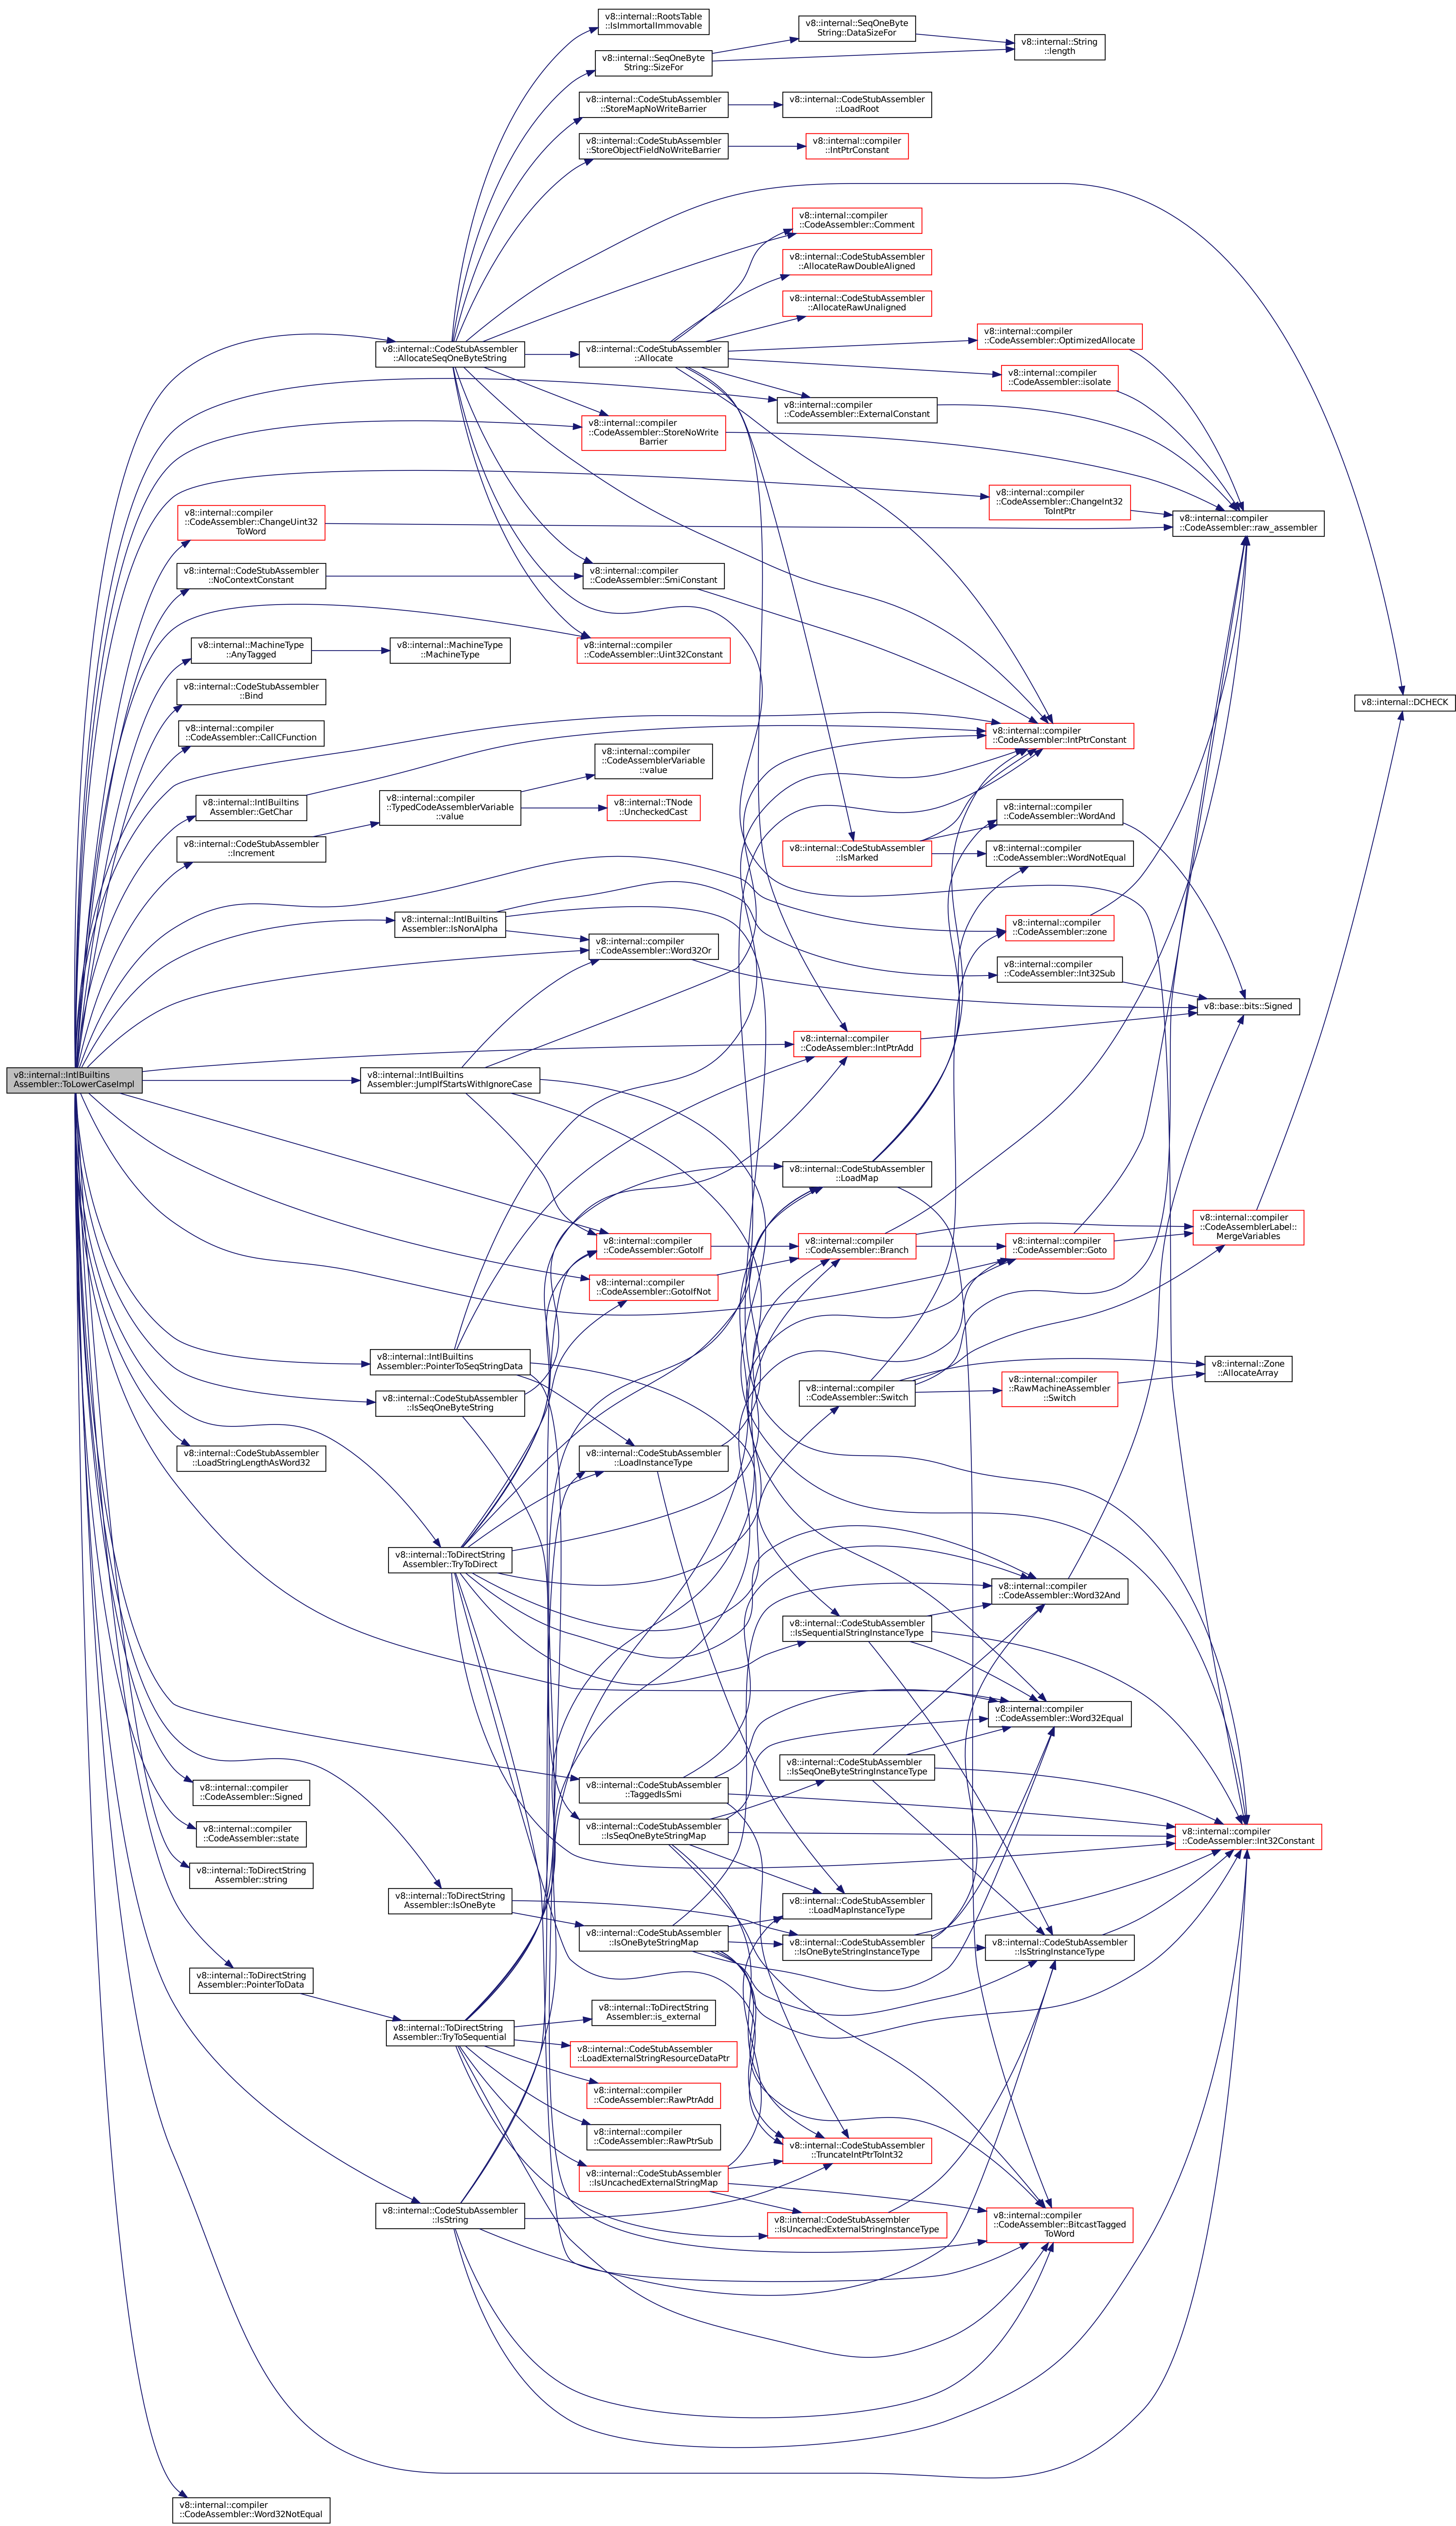 v8::internal::RootsTable
::IsImmortalImmovable
v8::internal::SeqOneByte
String::DataSizeFor
v8::internal::String
::length
v8::internal::SeqOneByte
String::SizeFor
v8::internal::CodeStubAssembler
::StoreMapNoWriteBarrier
v8::internal::CodeStubAssembler
::LoadRoot
v8::internal::CodeStubAssembler
::StoreObjectFieldNoWriteBarrier
v8::internal::compiler
::IntPtrConstant
v8::internal::compiler
::CodeAssembler::Comment
v8::internal::CodeStubAssembler
::AllocateRawDoubleAligned
v8::internal::CodeStubAssembler
::AllocateRawUnaligned
v8::internal::CodeStubAssembler
::AllocateSeqOneByteString
v8::internal::CodeStubAssembler
::Allocate
v8::internal::compiler
::CodeAssembler::OptimizedAllocate
v8::internal::compiler
::CodeAssembler::isolate
v8::internal::compiler
::CodeAssembler::ExternalConstant
v8::internal::compiler
::CodeAssembler::StoreNoWrite
Barrier
v8::internal::compiler
::CodeAssembler::ChangeInt32
ToIntPtr
v8::internal::compiler
::CodeAssembler::raw_assembler
v8::internal::compiler
::CodeAssembler::ChangeUint32
ToWord
v8::internal::CodeStubAssembler
::NoContextConstant
v8::internal::compiler
::CodeAssembler::SmiConstant
v8::internal::MachineType
::AnyTagged
v8::internal::MachineType
::MachineType
v8::internal::compiler
::CodeAssembler::Uint32Constant
v8::internal::CodeStubAssembler
::Bind
v8::internal::DCHECK
v8::internal::compiler
::CodeAssembler::CallCFunction
v8::internal::compiler
::CodeAssembler::IntPtrConstant
v8::internal::compiler
::CodeAssemblerVariable
::value
v8::internal::IntlBuiltins
Assembler::GetChar
v8::internal::compiler
::TypedCodeAssemblerVariable
::value
v8::internal::TNode
::UncheckedCast
v8::internal::compiler
::CodeAssembler::WordAnd
v8::internal::CodeStubAssembler
::Increment
v8::internal::CodeStubAssembler
::IsMarked
v8::internal::compiler
::CodeAssembler::WordNotEqual
v8::internal::IntlBuiltins
Assembler::IsNonAlpha
v8::internal::compiler
::CodeAssembler::zone
v8::internal::compiler
::CodeAssembler::Word32Or
v8::internal::compiler
::CodeAssembler::Int32Sub
v8::base::bits::Signed
v8::internal::compiler
::CodeAssembler::IntPtrAdd
v8::internal::IntlBuiltins
Assembler::ToLowerCaseImpl
v8::internal::IntlBuiltins
Assembler::JumpIfStartsWithIgnoreCase
v8::internal::CodeStubAssembler
::LoadMap
v8::internal::compiler
::CodeAssemblerLabel::
MergeVariables
v8::internal::compiler
::CodeAssembler::GotoIf
v8::internal::compiler
::CodeAssembler::Branch
v8::internal::compiler
::CodeAssembler::Goto
v8::internal::compiler
::CodeAssembler::GotoIfNot
v8::internal::IntlBuiltins
Assembler::PointerToSeqStringData
v8::internal::Zone
::AllocateArray
v8::internal::CodeStubAssembler
::IsSeqOneByteString
v8::internal::compiler
::CodeAssembler::Switch
v8::internal::compiler
::RawMachineAssembler
::Switch
v8::internal::CodeStubAssembler
::LoadStringLengthAsWord32
v8::internal::CodeStubAssembler
::LoadInstanceType
v8::internal::ToDirectString
Assembler::TryToDirect
v8::internal::compiler
::CodeAssembler::Word32And
v8::internal::CodeStubAssembler
::IsSequentialStringInstanceType
v8::internal::compiler
::CodeAssembler::Word32Equal
v8::internal::CodeStubAssembler
::IsSeqOneByteStringInstanceType
v8::internal::compiler
::CodeAssembler::Signed
v8::internal::CodeStubAssembler
::TaggedIsSmi
v8::internal::compiler
::CodeAssembler::state
v8::internal::CodeStubAssembler
::IsSeqOneByteStringMap
v8::internal::compiler
::CodeAssembler::Int32Constant
v8::internal::ToDirectString
Assembler::string
v8::internal::ToDirectString
Assembler::IsOneByte
v8::internal::CodeStubAssembler
::LoadMapInstanceType
v8::internal::CodeStubAssembler
::IsOneByteStringMap
v8::internal::CodeStubAssembler
::IsOneByteStringInstanceType
v8::internal::CodeStubAssembler
::IsStringInstanceType
v8::internal::ToDirectString
Assembler::PointerToData
v8::internal::ToDirectString
Assembler::TryToSequential
v8::internal::ToDirectString
Assembler::is_external
v8::internal::CodeStubAssembler
::LoadExternalStringResourceDataPtr
v8::internal::compiler
::CodeAssembler::RawPtrAdd
v8::internal::compiler
::CodeAssembler::RawPtrSub
v8::internal::CodeStubAssembler
::TruncateIntPtrToInt32
v8::internal::CodeStubAssembler
::IsUncachedExternalStringMap
v8::internal::CodeStubAssembler
::IsString
v8::internal::CodeStubAssembler
::IsUncachedExternalStringInstanceType
v8::internal::compiler
::CodeAssembler::BitcastTagged
ToWord
v8::internal::compiler
::CodeAssembler::Word32NotEqual